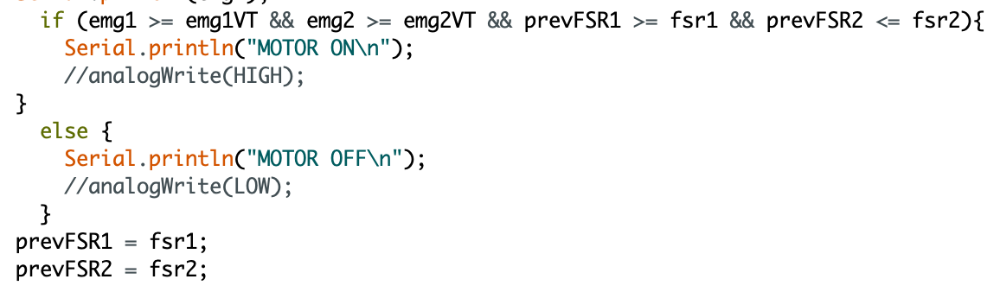 if (emg1 >= emg1VT && emg2 >= emg2VT && prevFSR1 >= fsr1 && prevFSR2 <= fsr2){
Serial.println("MOTOR ON\n");
//analogWrite(HIGH);
}
else {
Serial.println("MOTOR OFF\n");
//analogWrite(LOW);
}
prevFSR1 = fsr1;
prevFSR2 = fsr2;